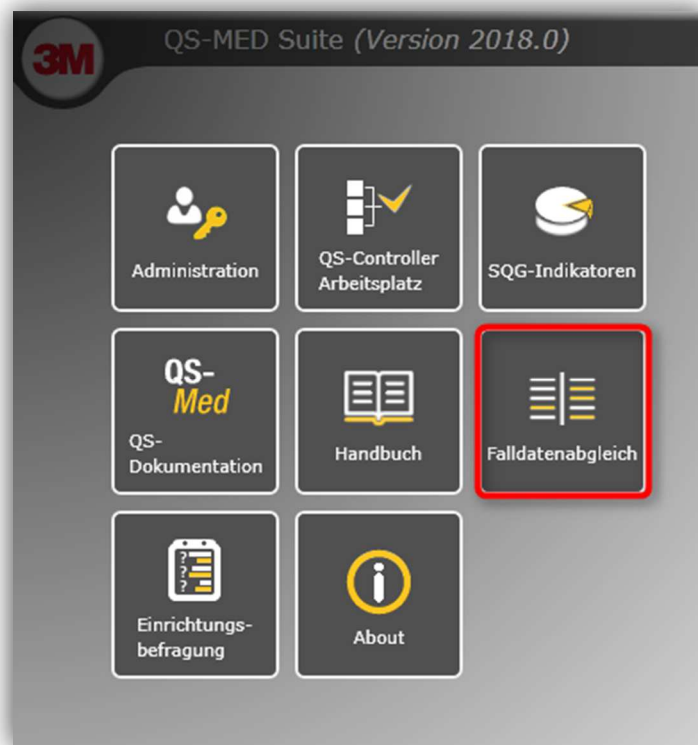 3M
QS-MED Suite (Version 2018.0)
Administration
QS-Controller
Arbeitsplatz
SQG-Indikatoren
QS-
Med
QS-
Dokumentation
Handbuch
Falldatenabgleich
?
?
?
Einrichtungs-
befragung
i
About